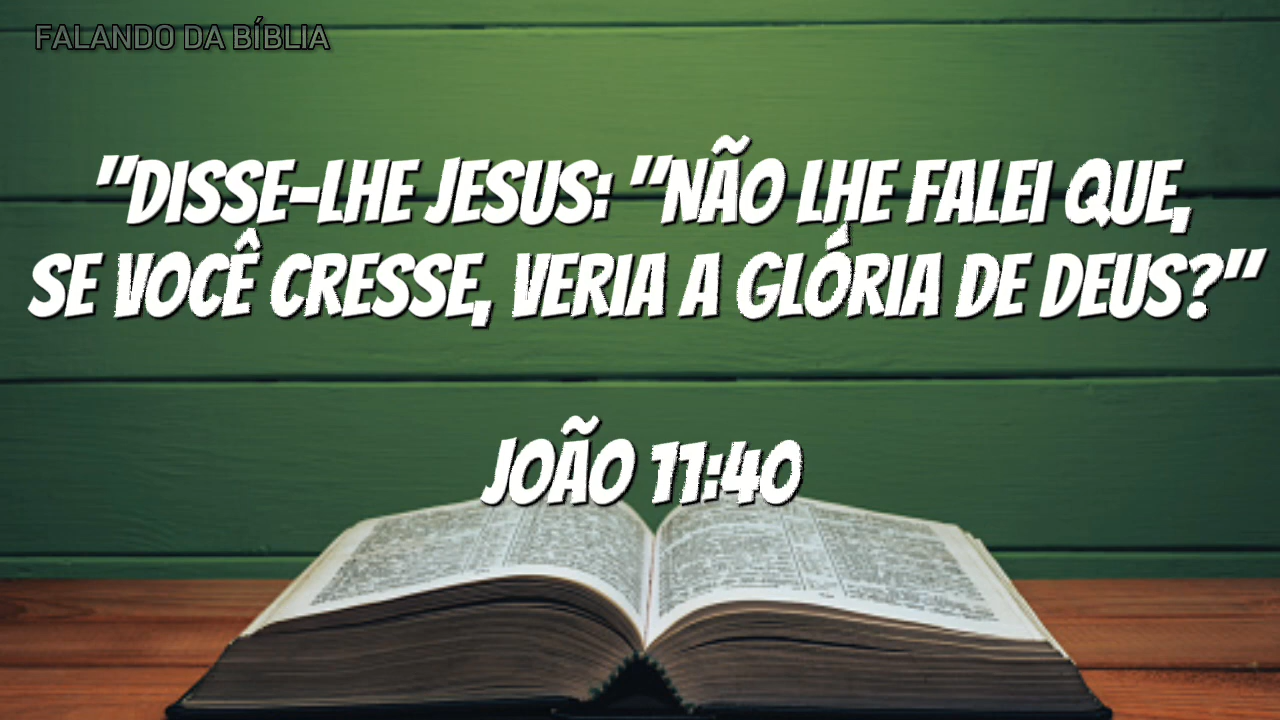 FALANDO DA BÍBLIA
"DISSE-LHE JESUS: "NÃO LHE FALEI QUE,
SE VOCÊ CRESSE, VERIA A GLÓRIA DE DEUS?"
JOÃO 11:40